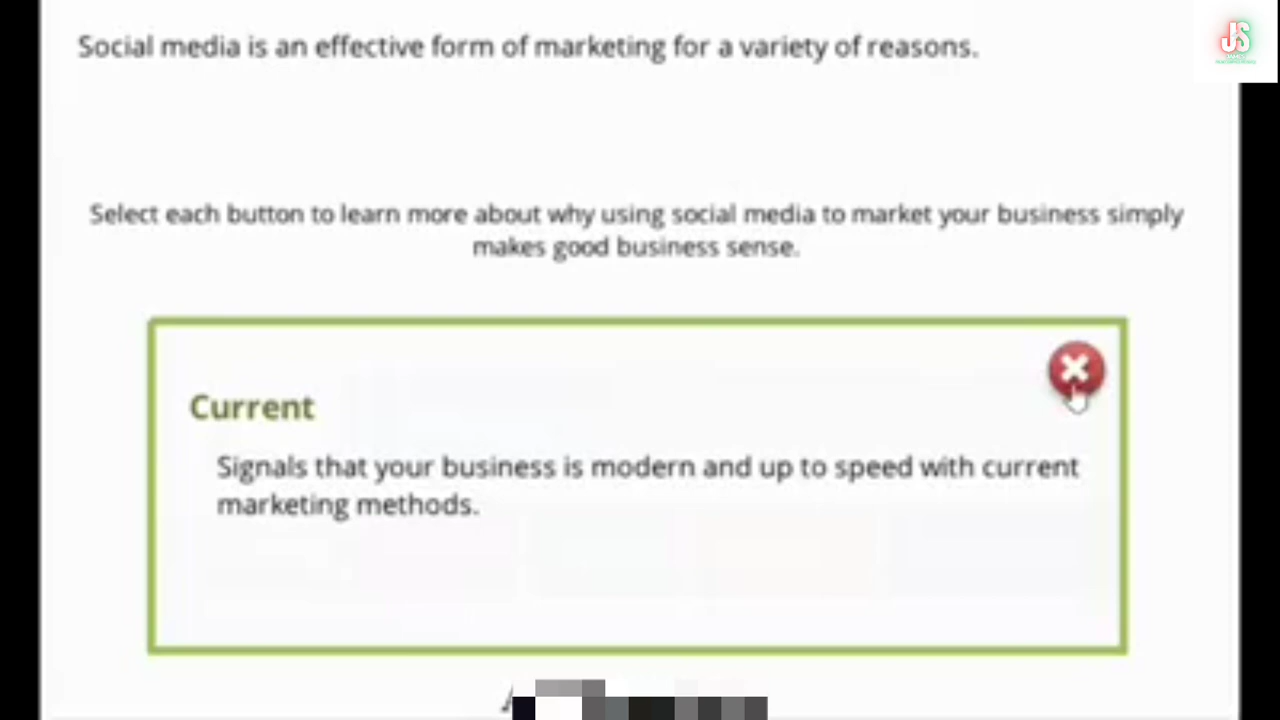 JS
Social media is an effective form of marketing for a variety of reasons.
Select each button to learn more about why using social media to market your business simply
makes good business sense.
Current
Signals that your business is modern and up to speed with current
marketing methods.